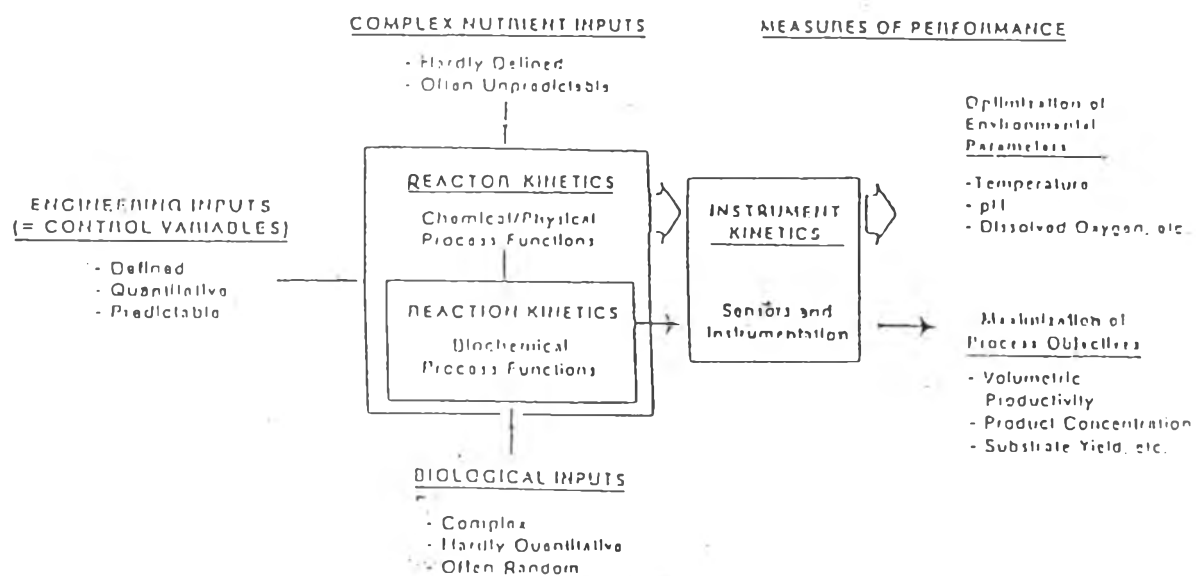 COMPLEX NUTRIENT INPUTS
- Hardly Defined
- Often Unpredictable
MEASURES OF PERFORMANCE
ENGINEERING INPUTS
(= CONTROL VARIABLES)
- Defined
- Quantitative
- Predictable
REACTOR KINETICS
Chemical/Physical
Process Functions
REACTION KINETICS
Biochemical
Process Functions
INSTRUMENT
KINETICS
Sensors and
Instrumentation
Optimization of
Environmental
Parameters
- Temperature
- pH
- Dissolved Oxygen, etc.
Maximization of
Process Objectives
- Volumetric
Productivity
- Product Concentration
- Substrate Yield, etc.
BIOLOGICAL INPUTS
- Complex
- Hardly Quantitative
- Often Random